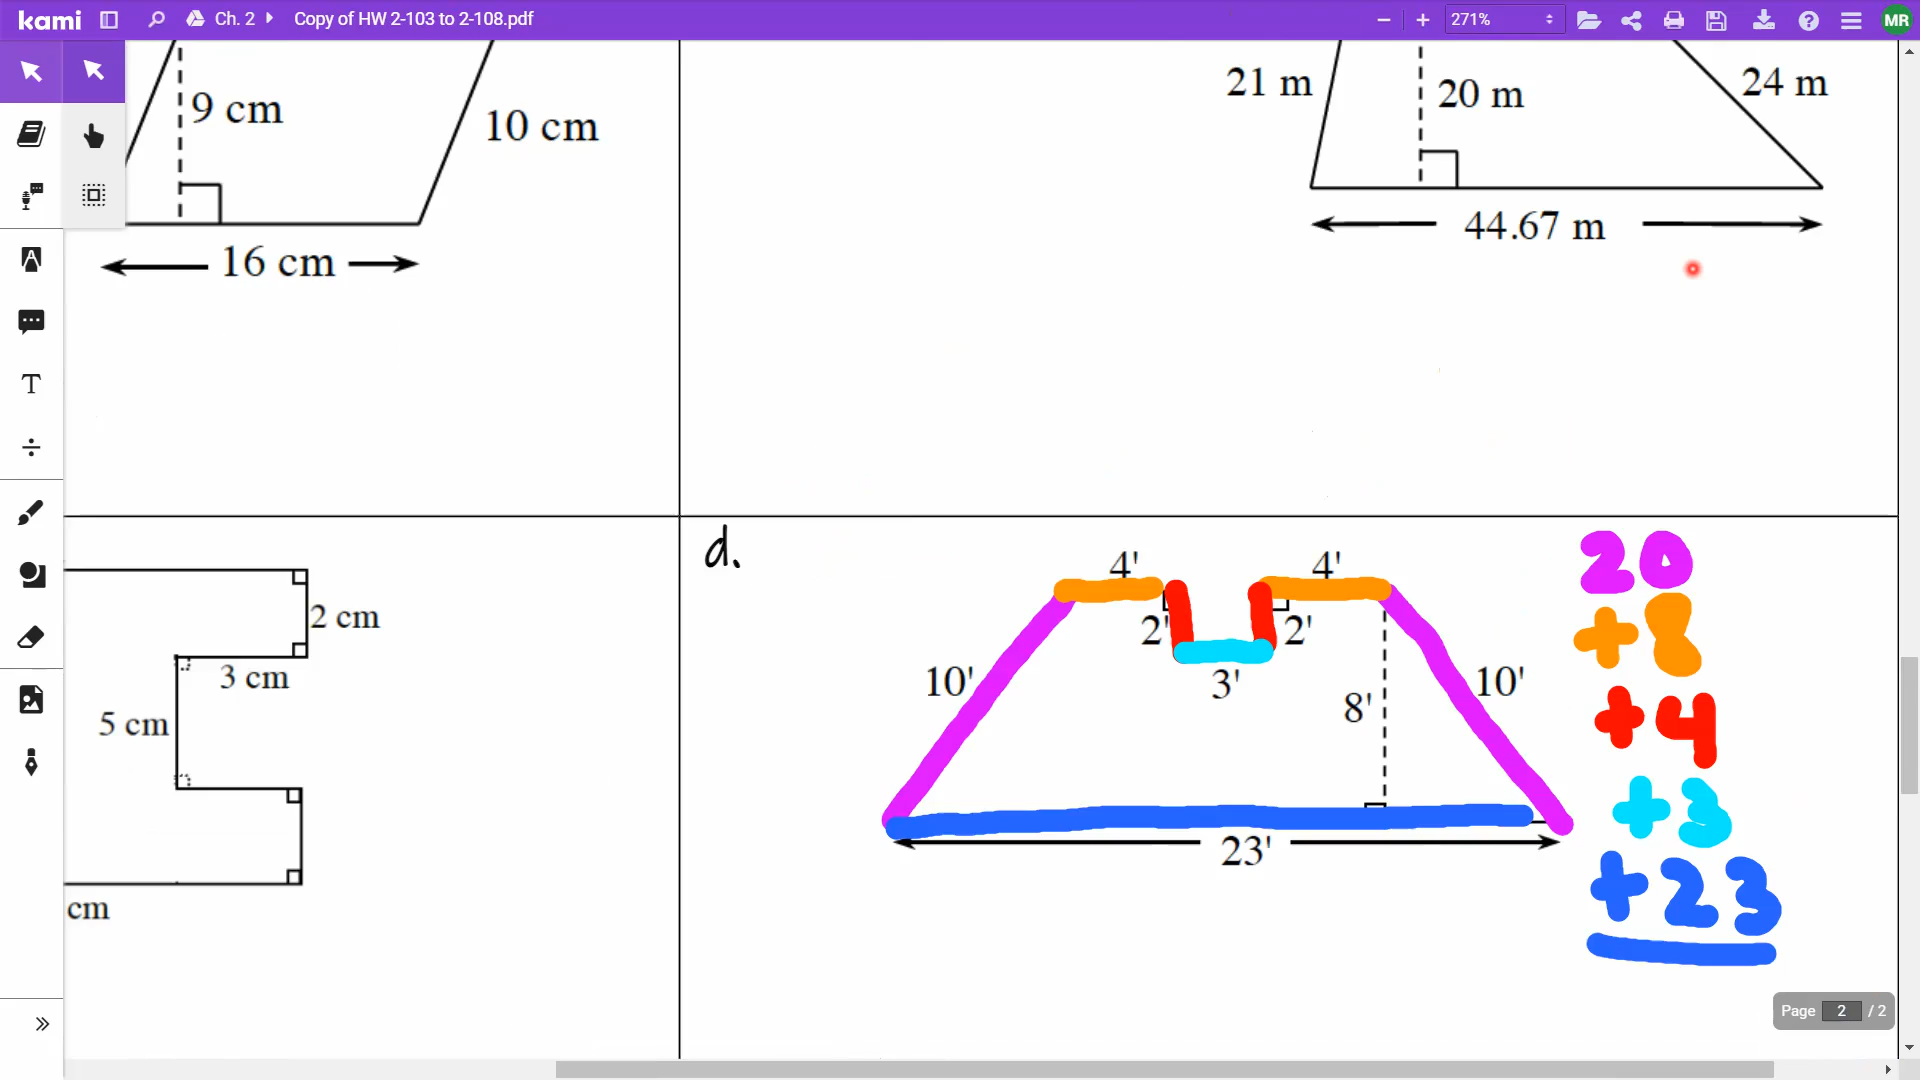 kami Ch. 2 Copy of HW 2-103 to 2-108.pdf 271% MR
9 cm
10 cm
16 cm
21 m
20 m
24 m
44.67 m
2 cm
3 cm
5 cm
cm
d.
4' 4'
2' 2'
10' 3' 10'
8'
23'
20
+8
+4
+3
+23
T
Page 2 / 2